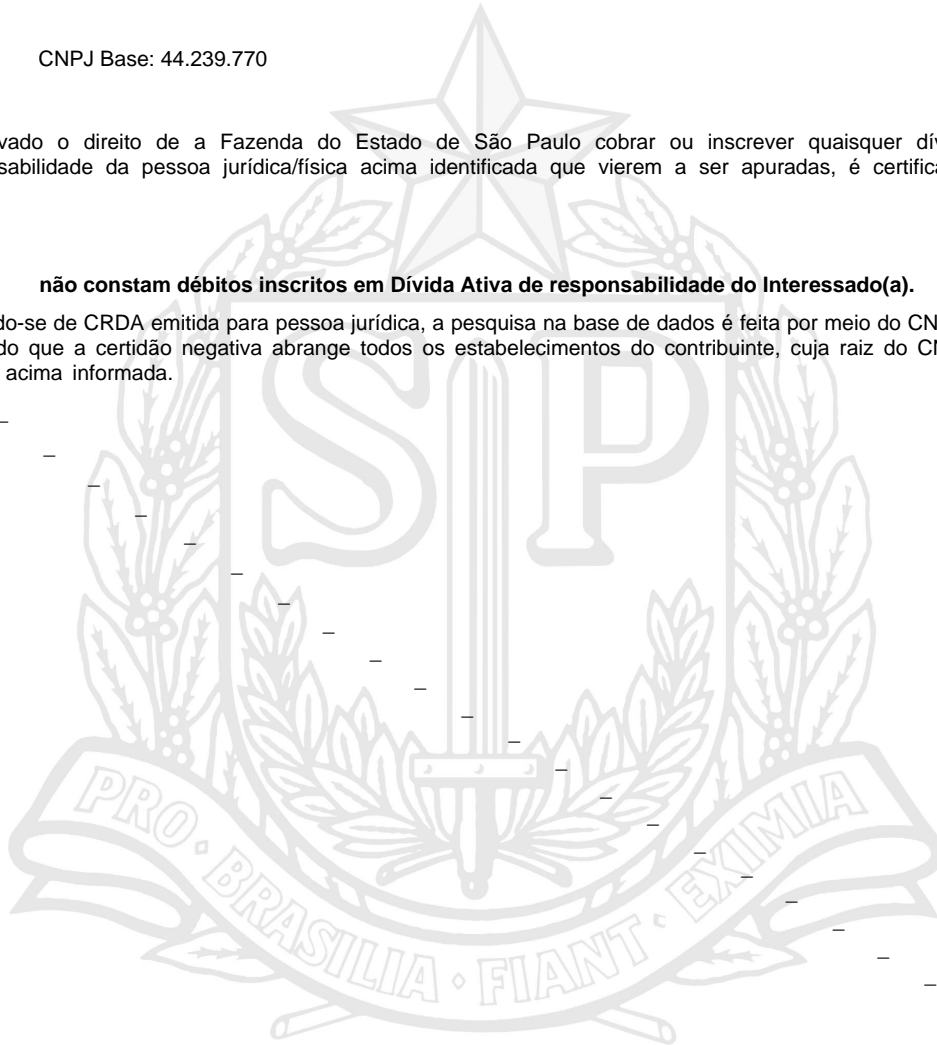 CNPJ Base: 44.239.770
vado o direito de a Fazenda do Estado de São Paulo cobrar ou inscrever quaisquer dív
sabilidade da pessoa jurídica/física acima identificada que vierem a ser apuradas, é certifica
não constam débitos inscritos em Dívida Ativa de responsabilidade do Interessado(a).
do-se de CRDA emitida para pessoa jurídica, a pesquisa na base de dados é feita por meio do CN
do que a certidão negativa abrange todos os estabelecimentos do contribuinte, cuja raiz do CN
acima informada.
SP
PRO · BRASILIA · FIANT · EXIMIA